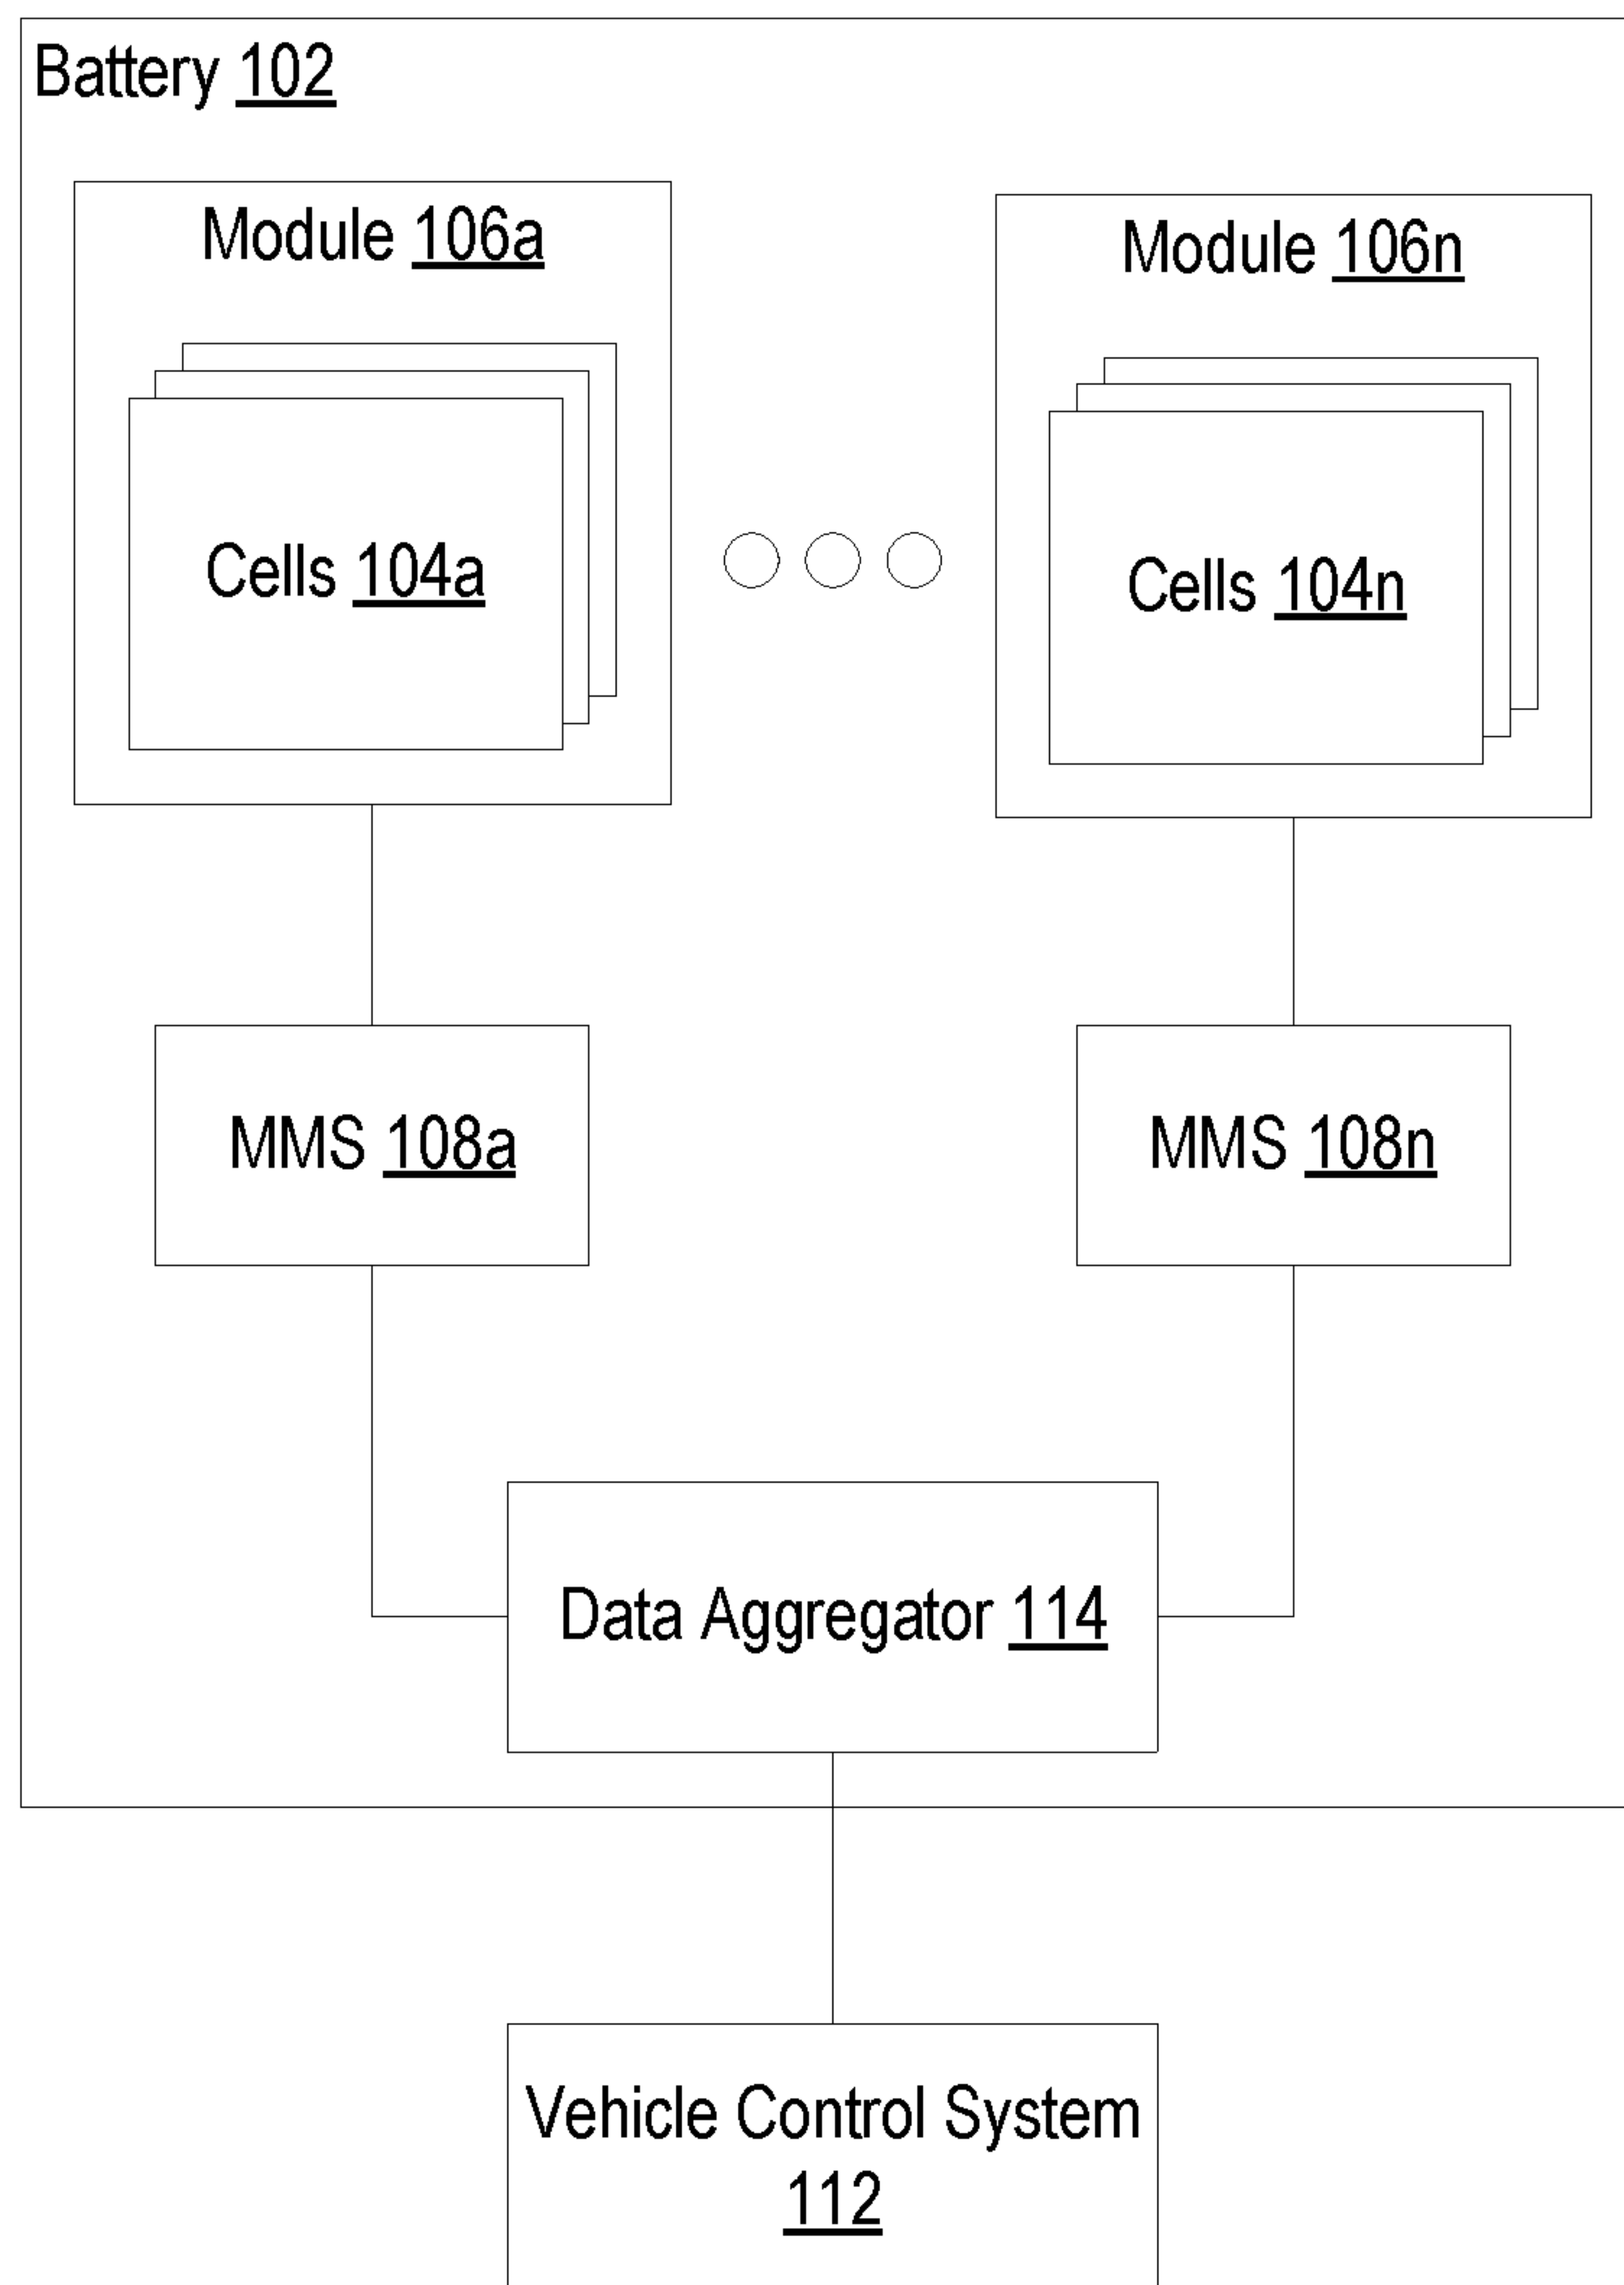 Battery 102
Module 106a
Module 106n
Cells 104a
Cells 104n
MMS 108a
MMS 108n
Data Aggregator 114
Vehicle Control System
112